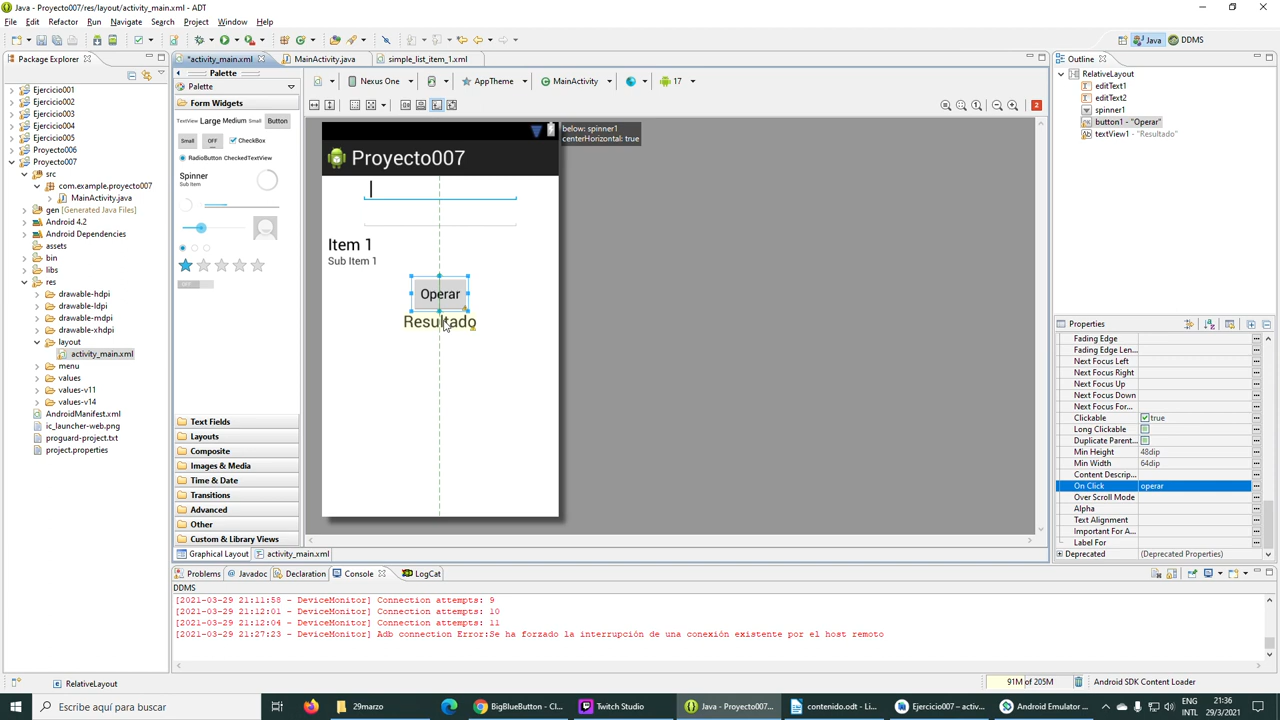 Java - Proyecto007/res/layout/activity_main.xml - ADT
File Edit Refactor Run Navigate Search Project Window Help
Java DDMS
Package Explorer
Ejercicio001
Ejercicio002
Ejercicio003
Ejercicio004
Ejercicio005
Proyecto006
Proyecto007
src
com.example.proyecto007
MainActivity.java
gen [Generated Java Files]
Android 4.2
Android Dependencies
assets
bin
libs
res
drawable-hdpi
drawable-ldpi
drawable-mdpi
drawable-xhdpi
layout
activity_main.xml
menu
values
values-v11
values-v14
AndroidManifest.xml
ic_launcher-web.png
proguard-project.txt
project.properties
*activity_main.xml
MainActivity.java
simple_list_item_1.xml
Palette
Palette
Form Widgets
TextView Large Medium Small Button
Small OFF CheckBox
RadioButton CheckedTextView
Spinner
Sub Item
OFF
Text Fields
Layouts
Composite
Images & Media
Time & Date
Transitions
Advanced
Other
Custom & Library Views
Nexus One AppTheme MainActivity 17
2
below: spinner1
centerHorizontal: true
Proyecto007
Item 1
Sub Item 1
Operar
Resultado
Graphical Layout activity_main.xml
Outline
RelativeLayout
editText1
editText2
spinner1
button1 - "Operar"
textView1 - "Resultado"
Properties
Fading Edge
Fading Edge Len...
Next Focus Left
Next Focus Right
Next Focus Up
Next Focus Down
Next Focus For...
Clickable true
Long Clickable
Duplicate Parent...
Min Height 48dip
Min Width 64dip
Content Descrip...
On Click operar
Over Scroll Mode
Alpha
Text Alignment
Important For A...
Label For
Deprecated (Deprecated Properties)
Problems Javadoc Declaration Console LogCat
DDMS
[2021-03-29 21:11:58 - DeviceMonitor] Connection attempts: 9
[2021-03-29 21:12:01 - DeviceMonitor] Connection attempts: 10
[2021-03-29 21:12:04 - DeviceMonitor] Connection attempts: 11
[2021-03-29 21:27:23 - DeviceMonitor] Adb connection Error:Se ha forzado la interrupción de una conexión existente por el host remoto
RelativeLayout
91M of 205M
Android SDK Content Loader
Escribe aquí para buscar
29marzo
BigBlueButton - Cl...
Twitch Studio
Java - Proyecto007...
contenido.odt - Li...
Ejercicio007 – activ...
Android Emulator ...
ENG
INT
21:36
29/3/2021